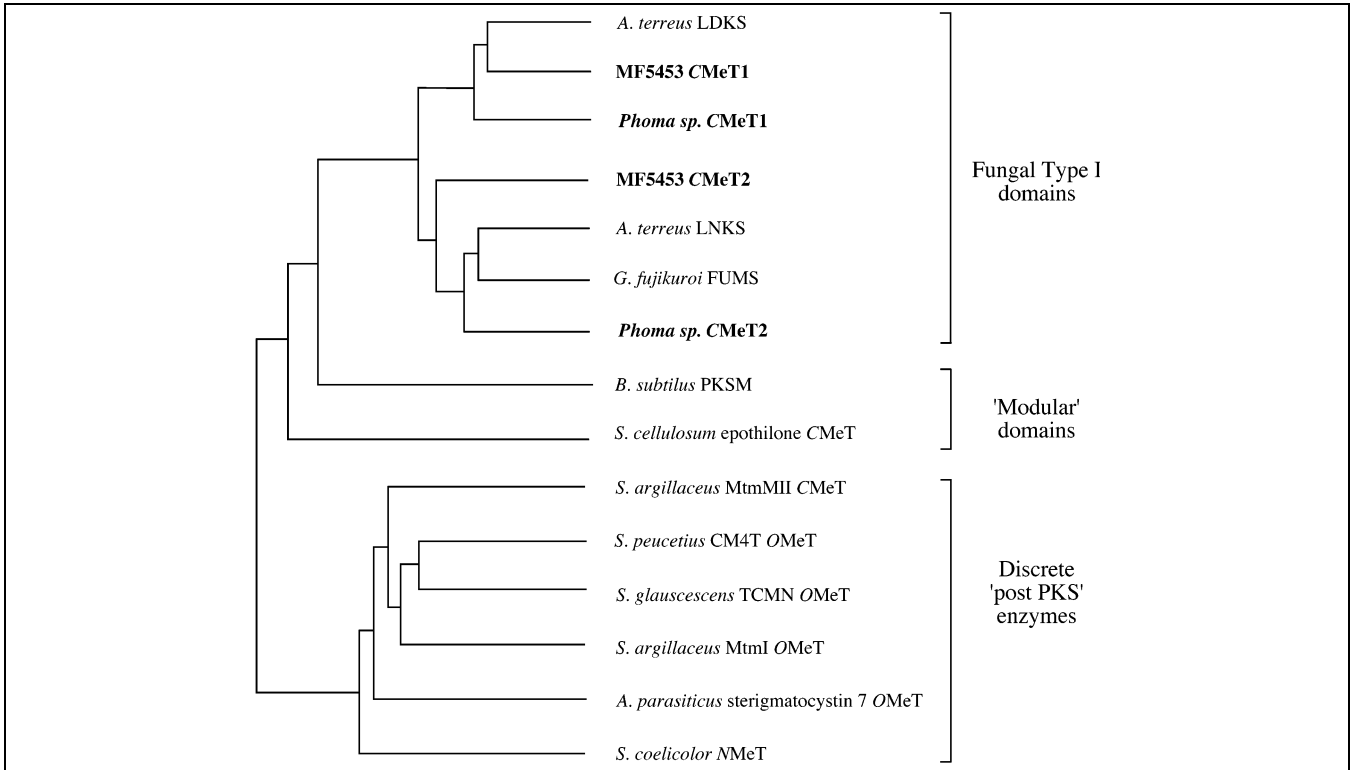 A. terreus LDKS
MF5453 CMeT1
Phoma sp. CMeT1
MF5453 CMeT2
A. terreus LNKS
G. fujikuroi FUMS
Phoma sp. CMeT2
Fungal Type I
domains
B. subtilus PKSM
S. cellulosum epothilone CMeT
'Modular'
domains
S. argillaceus MtmMII CMeT
S. peucetius CM4T OMeT
S. glauscescens TCMN OMeT
S. argillaceus MtmI OMeT
A. parasiticus sterigmatocystin 7 OMeT
S. coelicolor NMeT
Discrete
'post PKS'
enzymes